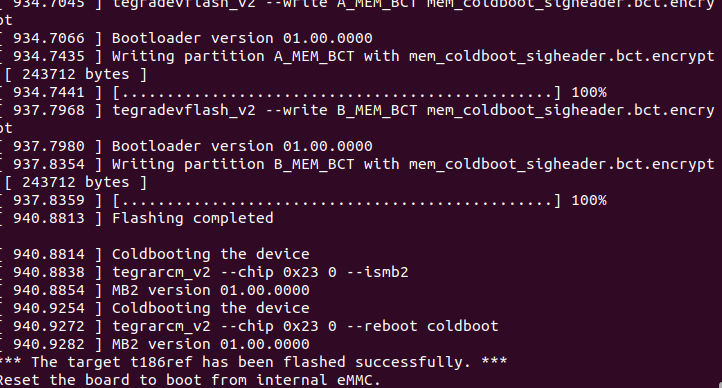 [ 934.7045 ] tegradevflash_v2 --write A_MEM_BCT mem_coldboot_sigheader.bct.encry
pt
[ 934.7066 ] Bootloader version 01.00.0000
[ 934.7435 ] Writing partition A_MEM_BCT with mem_coldboot_sigheader.bct.encrypt
 [ 243712 bytes ]
[ 934.7441 ] [................................................] 100%
[ 937.7968 ] tegradevflash_v2 --write B_MEM_BCT mem_coldboot_sigheader.bct.encry
pt
[ 937.7980 ] Bootloader version 01.00.0000
[ 937.8354 ] Writing partition B_MEM_BCT with mem_coldboot_sigheader.bct.encrypt
 [ 243712 bytes ]
[ 937.8359 ] [................................................] 100%
[ 940.8813 ] Flashing completed
[ 940.8814 ] Coldbooting the device
[ 940.8838 ] tegrarcm_v2 --chip 0x23 0 --ismb2
[ 940.8854 ] MB2 version 01.00.0000
[ 940.9254 ] Coldbooting the device
[ 940.9272 ] tegrarcm_v2 --chip 0x23 0 --reboot coldboot
[ 940.9282 ] MB2 version 01.00.0000
*** The target t186ref has been flashed successfully. ***
Reset the board to boot from internal eMMC.